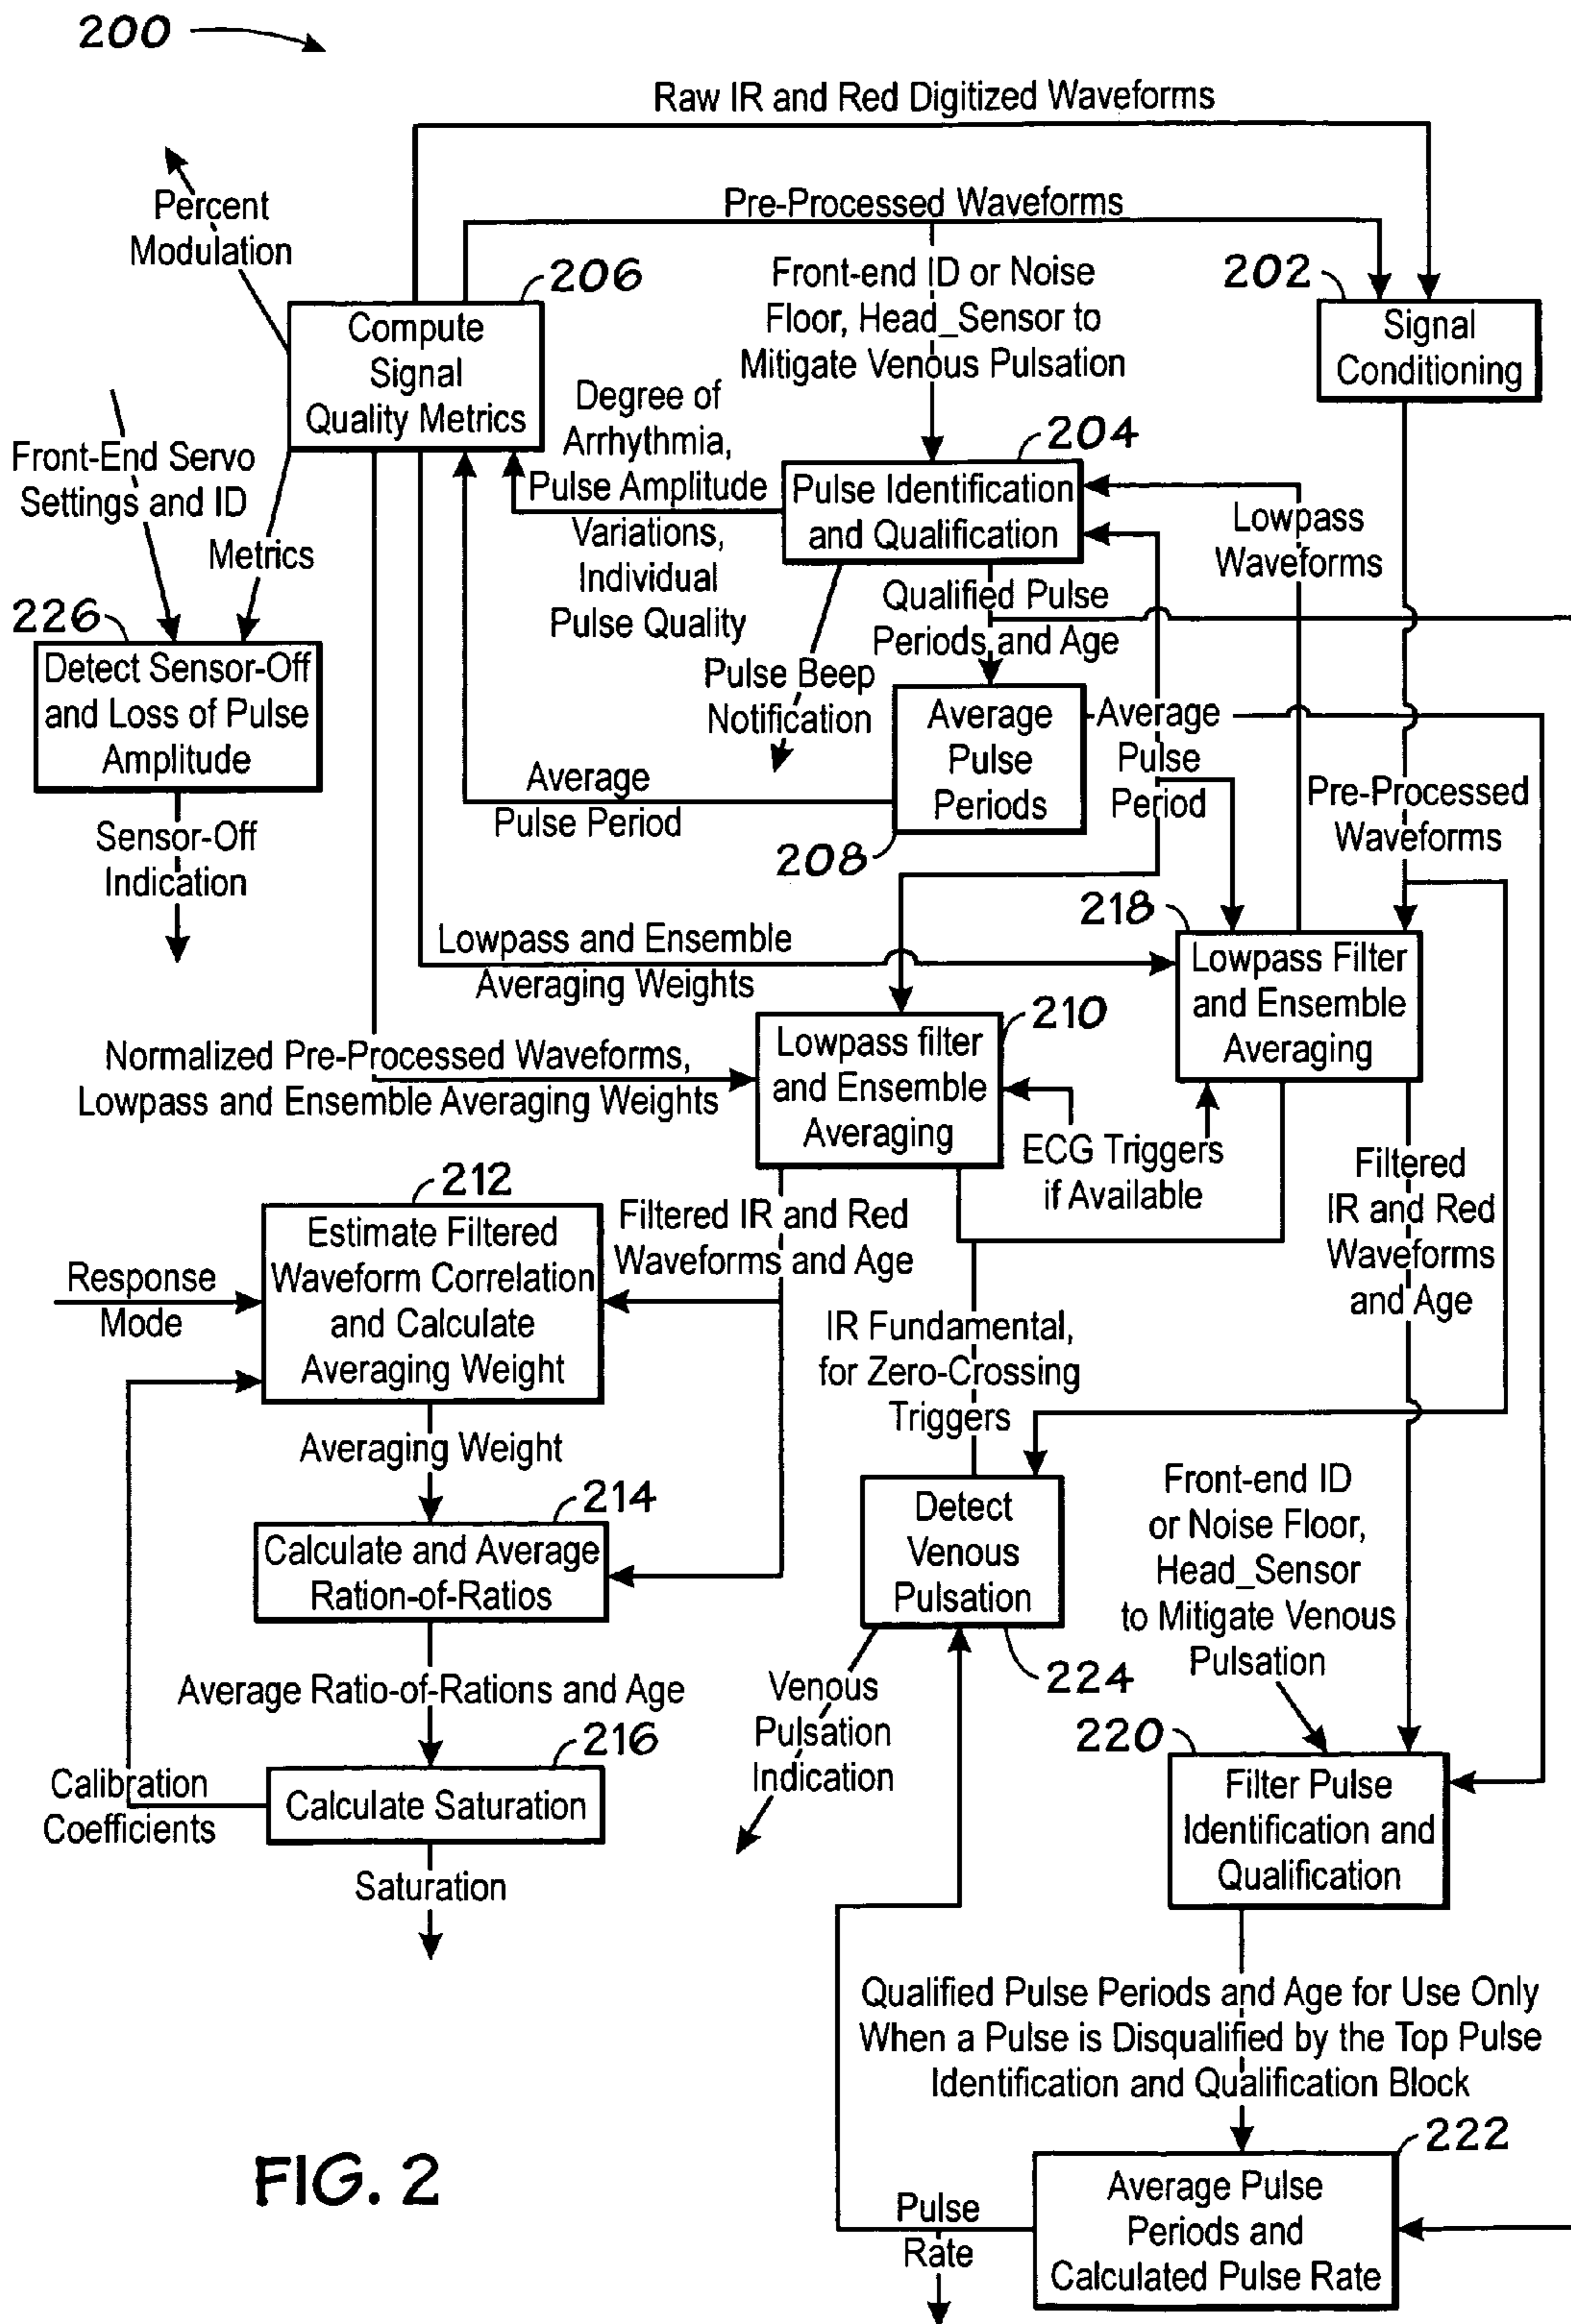 200
Raw IR and Red Digitized Waveforms
Percent
Modulation
Pre-Processed Waveforms
206
Compute
Signal
Quality Metrics
Front-end ID or Noise
Floor, Head_Sensor to
Mitigate Venous Pulsation
202
Signal
Conditioning
Front-End Servo
Settings and ID
Metrics
Degree of
Arrhythmia,
Pulse Amplitude
Variations,
Individual
Pulse Quality
204
Pulse Identification
and Qualification
Lowpass
Waveforms
226
Detect Sensor-Off
and Loss of Pulse
Amplitude
Sensor-Off
Indication
Pulse Beep
Notification
Qualified Pulse
Periods and Age
Average
Pulse
Periods
208
Average
Pulse Period
Average
Pulse
Period
Pre-Processed
Waveforms
218
Lowpass Filter
and Ensemble
Averaging
Lowpass and Ensemble
Averaging Weights
210
Lowpass filter
and Ensemble
Averaging
Normalized Pre-Processed Waveforms,
Lowpass and Ensemble Averaging Weights
ECG Triggers
if Available
Filtered
IR and Red
Waveforms
and Age
212
Estimate Filtered
Waveform Correlation
and Calculate
Averaging Weight
Filtered IR and Red
Waveforms and Age
Response
Mode
IR Fundamental,
for Zero-Crossing
Triggers
Averaging Weight
214
Calculate and Average
Ration-of-Ratios
Detect
Venous
Pulsation
224
Front-end ID
or Noise Floor,
Head_Sensor
to Mitigate Venous
Pulsation
Average Ratio-of-Rations and Age
Venous
Pulsation
Indication
216
Calculate Saturation
Calibration
Coefficients
Saturation
220
Filter Pulse
Identification and
Qualification
Qualified Pulse Periods and Age for Use Only
When a Pulse is Disqualified by the Top Pulse
Identification and Qualification Block
222
Average Pulse
Periods and
Calculated Pulse Rate
Pulse
Rate
FIG. 2